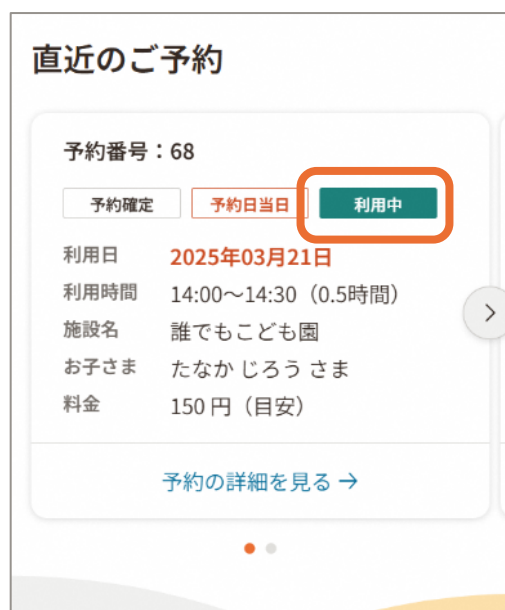 直近のご予約
予約番号：68
予約確定 予約日当日 利用中
利用日 2025年03月21日
利用時間 14:00〜14:30（0.5時間）
施設名 誰でもこども園
お子さま たなか じろう さま
料金 150 円（目安）
予約の詳細を見る →